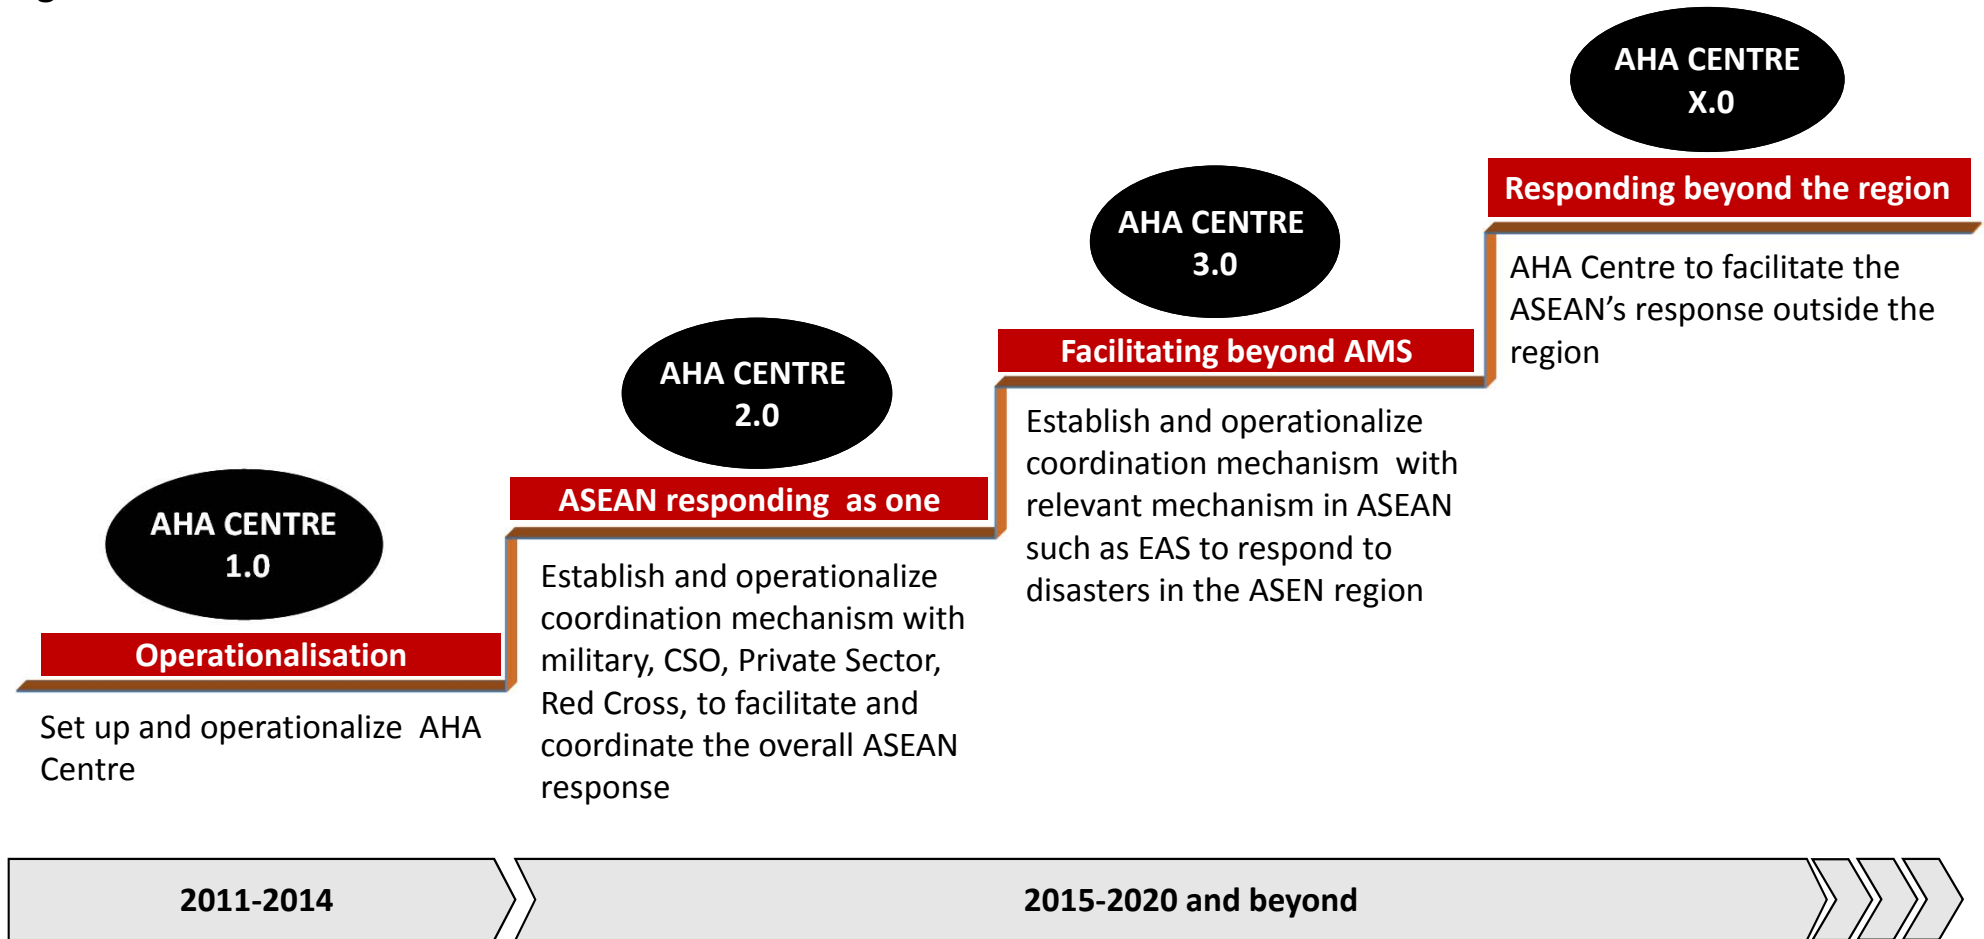 AHA CENTRE
1.0
Operationalisation
Set up and operationalize AHA
Centre
AHA CENTRE
2.0
ASEAN responding as one
Establish and operationalize
coordination mechanism with
military, CSO, Private Sector,
Red Cross, to facilitate and
coordinate the overall ASEAN
response
AHA CENTRE
3.0
Facilitating beyond AMS
Establish and operationalize
coordination mechanism with
relevant mechanism in ASEAN
such as EAS to respond to
disasters in the ASEN region
AHA CENTRE
X.0
Responding beyond the region
AHA Centre to facilitate the
ASEAN’s response outside the
region
2011-2014
2015-2020 and beyond